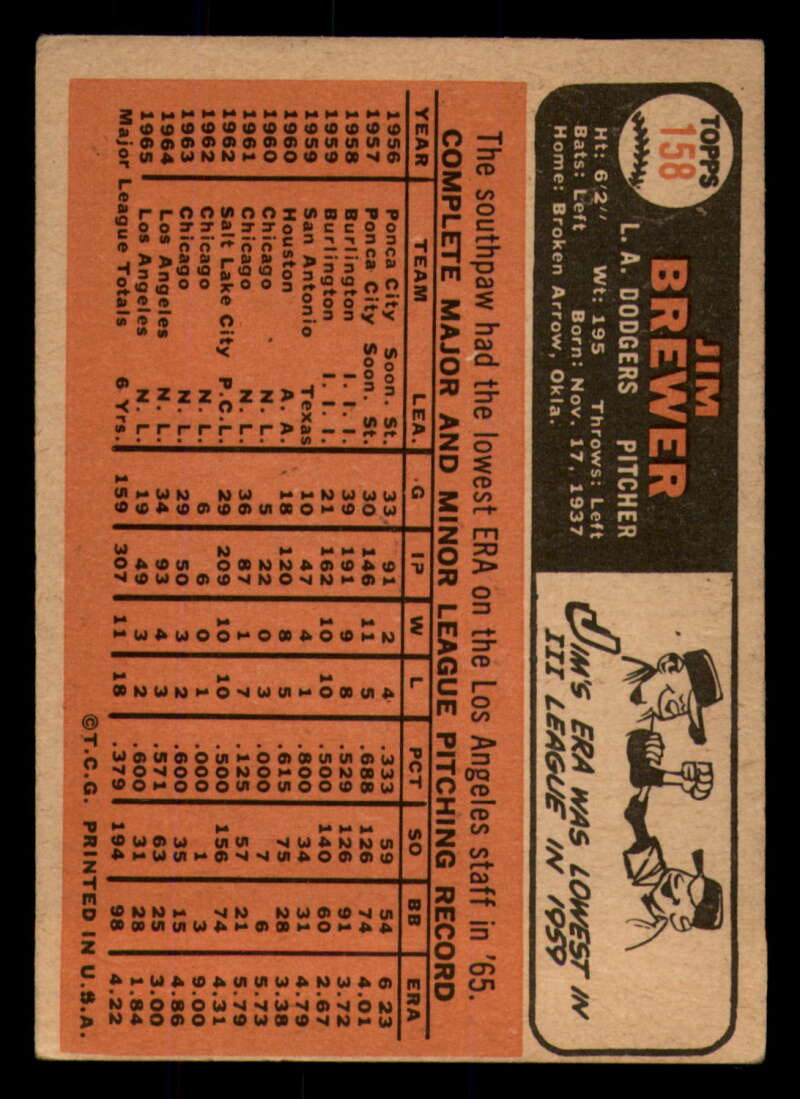 TOPPS
158
JIM
BREWER
L. A. DODGERS PITCHER
Ht: 6'2" Wt: 195 Throws: Left
Bats: Left Born: Nov. 17, 1937
Home: Broken Arrow, Okla.
JIM'S ERA WAS LOWEST IN
III LEAGUE IN 1959
The southpaw had the lowest ERA on the Los Angeles staff in '65.
COMPLETE MAJOR AND MINOR LEAGUE PITCHING RECORD
YEAR TEAM LEA. G IP W L PCT SO BB ERA
1956 Ponca City Soon. St. 33 91 2 4 .333 59 54 6 23
1957 Ponca City Soon. St. 30 146 11 5 .688 126 74 4.01
1958 Burlington I. I. I. 39 191 9 8 .529 126 91 3.72
1959 Burlington I. I. I. 21 162 10 10 .500 140 60 2.67
1959 San Antonio Texas 10 47 4 1 .800 34 31 4.79
1960 Houston A. A. 18 120 8 5 .615 75 28 3.38
1960 Chicago N. L. 5 22 0 3 .000 7 6 5.73
1961 Chicago N. L. 36 87 1 7 .125 57 21 5.79
1962 Salt Lake City P.C.L. 29 209 10 10 .500 156 74 4.31
1962 Chicago N. L. 6 6 0 1 .000 1 3 9.00
1963 Chicago N. L. 29 50 3 2 .600 35 15 4.86
1964 Los Angeles N. L. 34 93 4 3 .571 63 25 3.00
1965 Los Angeles N. L. 19 49 3 2 .600 31 28 1.84
Major League Totals 6 Yrs. 159 307 11 18 .379 194 98 4.22
©T.C.G. PRINTED IN U.S.A.